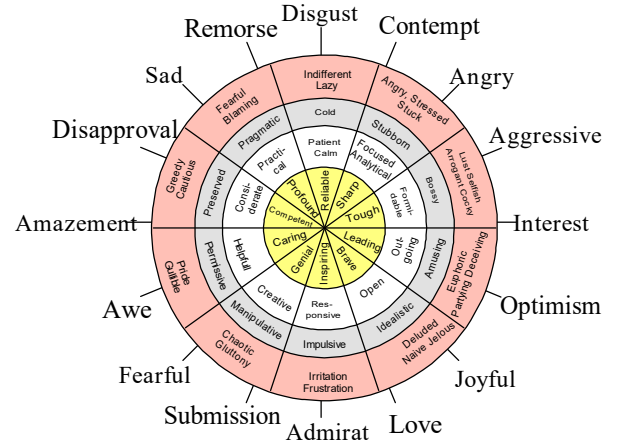 Disgust
Contempt
Angry
Aggressive
Interest
Optimism
Joyful
Love
Admirat
Submission
Fearful
Awe
Amazement
Disapproval
Sad
Remorse
Indifferent
Lazy
Angry, Stressed
Stuck
Lust Selfish
Arrogant Cocky
Euphoric
Partying Deceiving
Deluded
Naive Jelous
Irritation
Frustration
Chaotic
Gluttony
Pride
Gullible
Greedy
Cautious
Fearful
Blaming
Cold
Stubborn
Bossy
Amusing
Idealistic
Impulsive
Manipulative
Permissive
Preserved
Pragmatic
Patient
Calm
Focused
Analytical
Formi-
dable
Out-
going
Open
Res-
ponsive
Creative
Helpfull
Consi-
derate
Practi-
cal
Reliable
Sharp
Tough
Leading
Brave
Inspiring
Genial
Caring
Competent
Profound